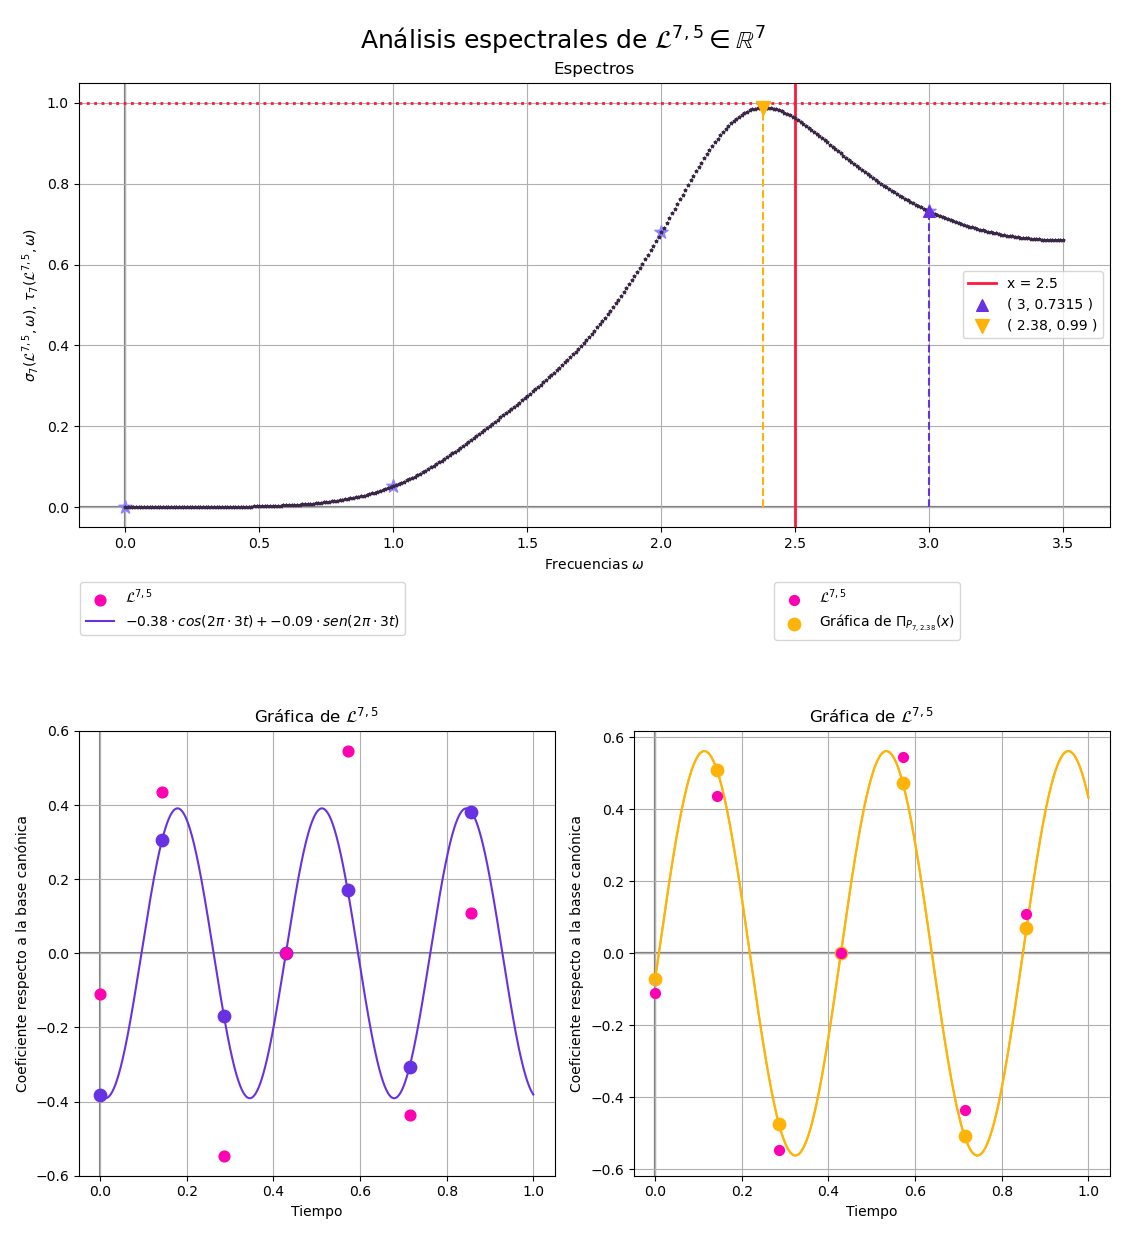 Análisis espectrales de 𝓛^{7,5} ∈ ℝ^7
Espectros
1.0
0.8
0.6
0.4
0.2
0.0
σ_7(𝓛^{7,5}, ω), τ_7(𝓛^{7,5}, ω)
x = 2.5
( 3, 0.7315 )
( 2.38, 0.99 )
0.0 0.5 1.0 1.5 2.0 2.5 3.0 3.5
Frecuencias ω
𝓛^{7,5}
−0.38 · cos(2π · 3t) + −0.09 · sen(2π · 3t)
𝓛^{7,5}
Gráfica de Π_{P_{7,2.38}}(x)
Gráfica de 𝓛^{7,5}
0.6
0.4
0.2
0.0
−0.2
−0.4
−0.6
Coeficiente respecto a la base canónica
0.0 0.2 0.4 0.6 0.8 1.0
Tiempo
Gráfica de 𝓛^{7,5}
0.6
0.4
0.2
0.0
−0.2
−0.4
−0.6
Coeficiente respecto a la base canónica
0.0 0.2 0.4 0.6 0.8 1.0
Tiempo